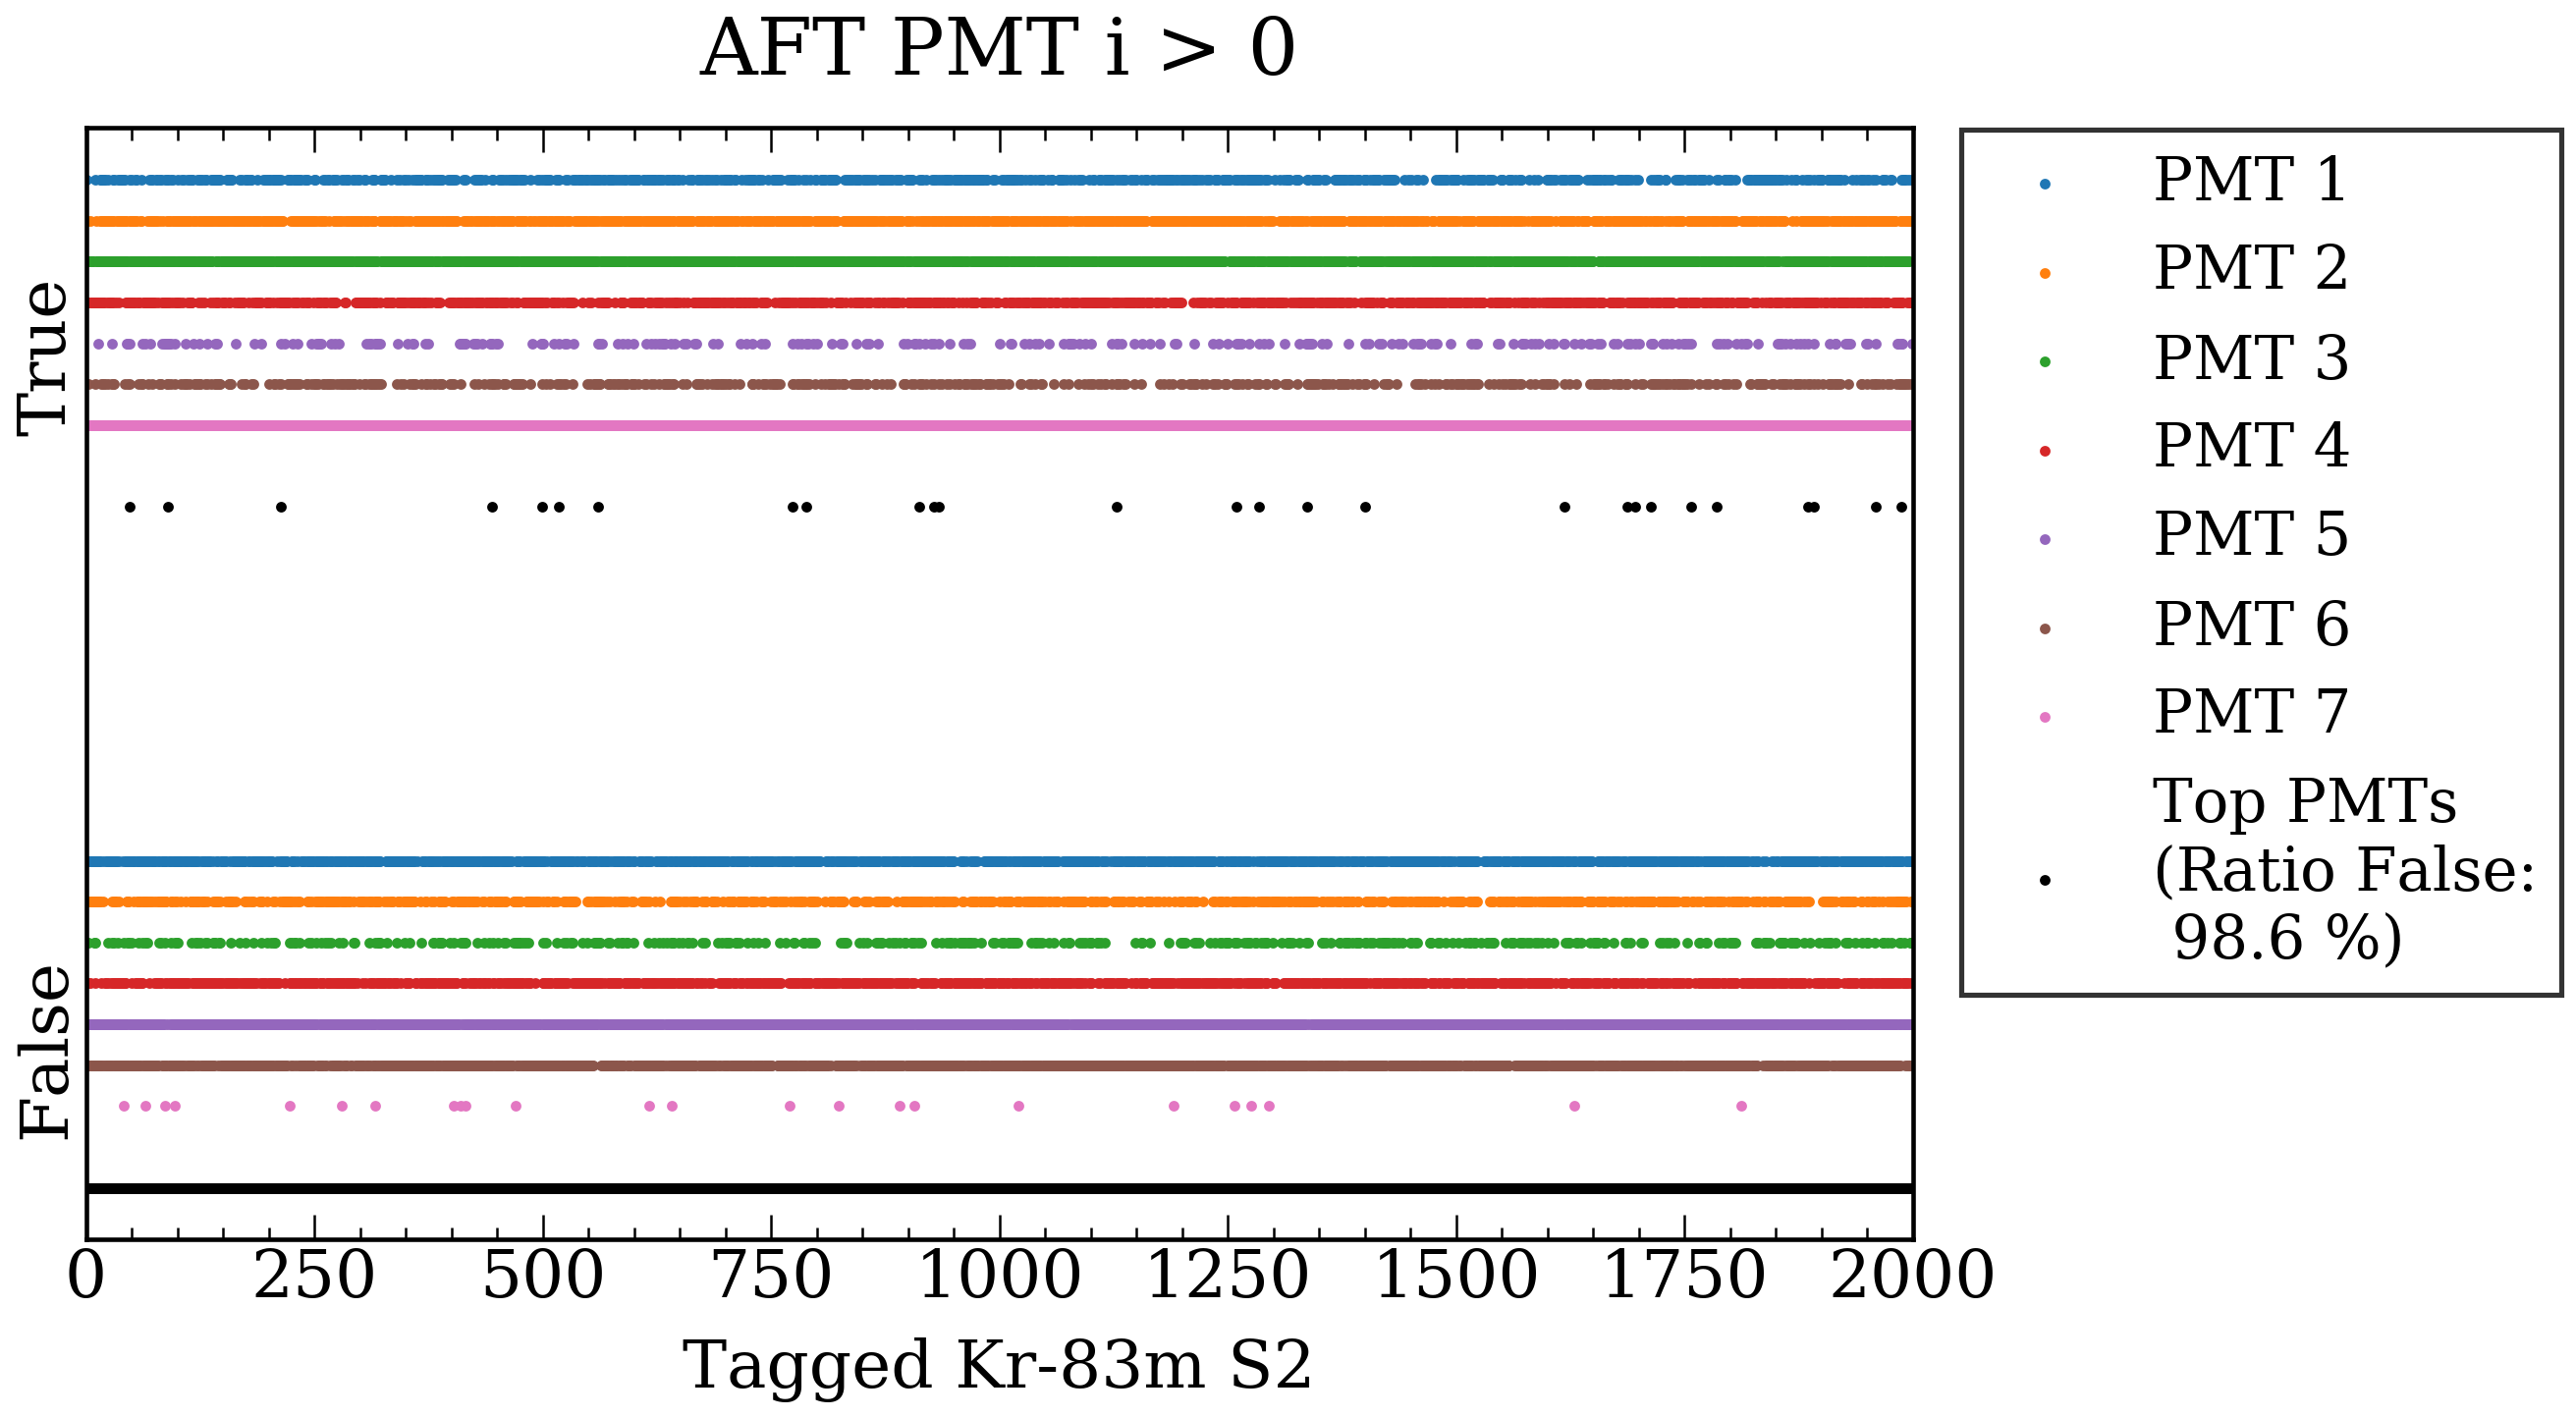 AFT PMT i > 0
True
False
0 250 500 750 1000 1250 1500 1750 2000
Tagged Kr-83m S2
PMT 1
PMT 2
PMT 3
PMT 4
PMT 5
PMT 6
PMT 7
Top PMTs
(Ratio False:
98.6 %)